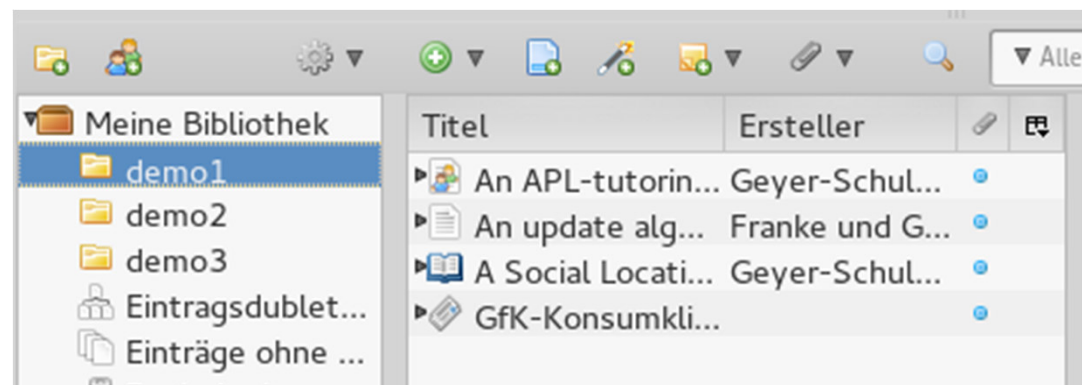 Alle
Meine Bibliothek
demo1
demo2
demo3
Eintragsdublet...
Einträge ohne ...
Titel Ersteller
An APL-tutorin... Geyer-Schul...
An update alg... Franke und G...
A Social Locati... Geyer-Schul...
GfK-Konsumkli...